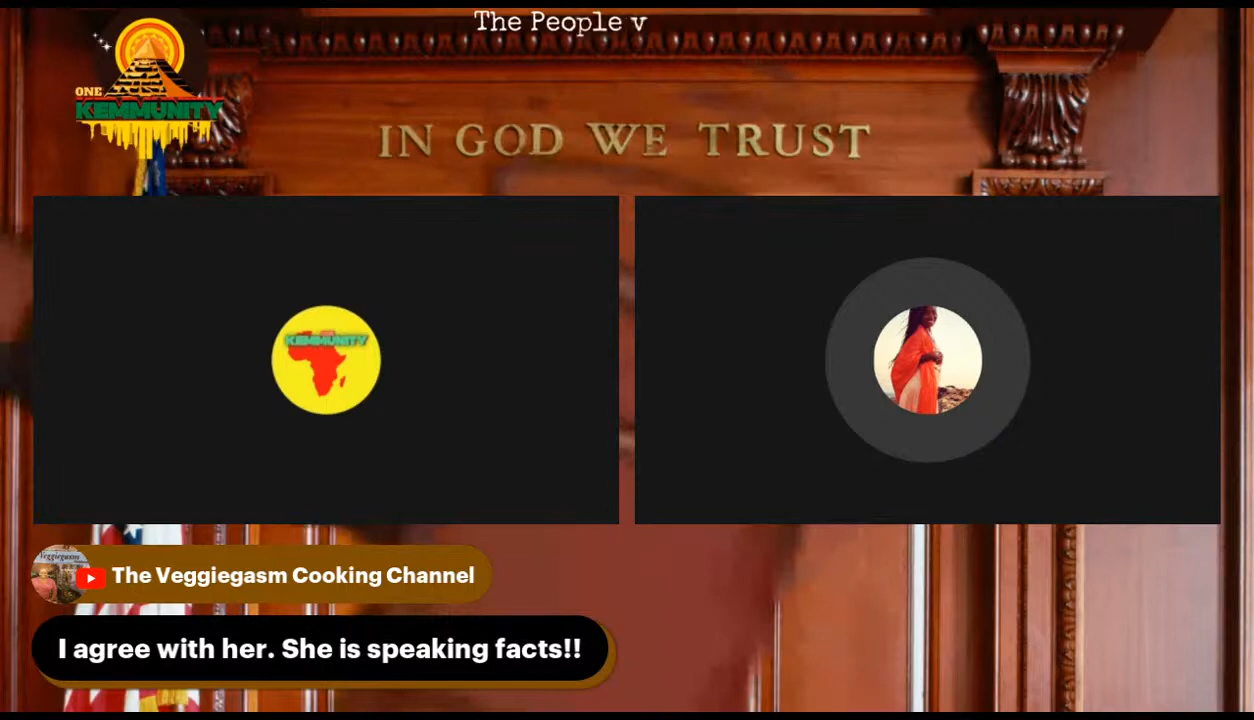 The People v
ONE
KEMMUNITY
IN GOD WE TRUST
KEMMUNITY
Veggiegasm
The Veggiegasm Cooking Channel
I agree with her. She is speaking facts!!